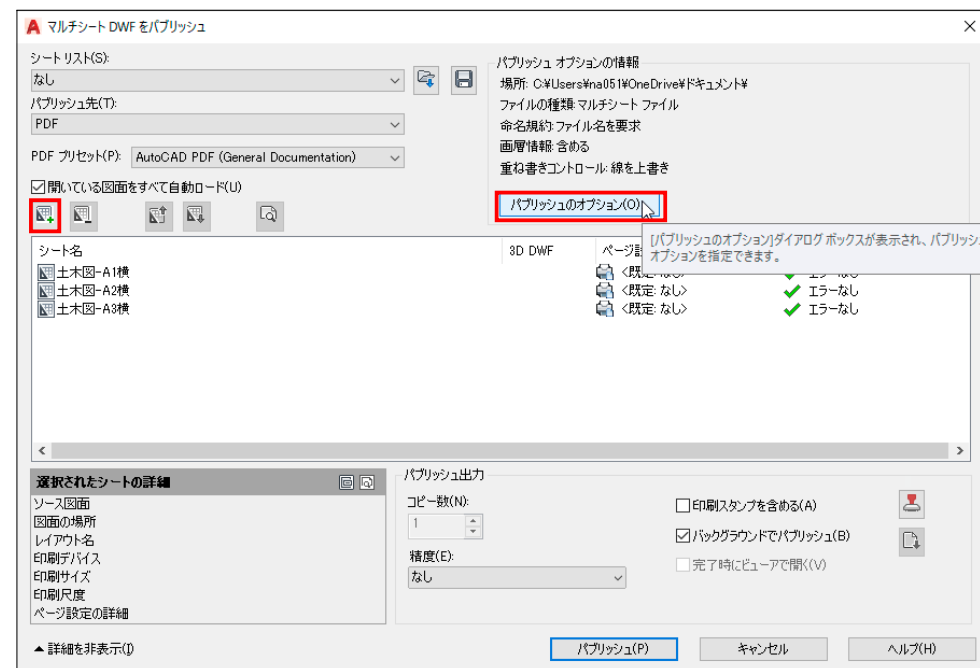 マルチシート DWF をパブリッシュ
シート リスト(S):
なし
パブリッシュ先(T):
PDF
PDF プリセット(P):
AutoCAD PDF (General Documentation)
開いている図面をすべて自動ロード(U)
パブリッシュ オプションの情報
場所: C:¥Users¥na051¥OneDrive¥ドキュメント¥
ファイルの種類: マルチシート ファイル
命名規約: ファイル名を要求
画層情報: 含める
重ね書きコントロール: 線を上書き
パブリッシュのオプション(O)
[パブリッシュのオプション]ダイアログ ボックスが表示され、パブリッシュ
オプションを指定できます。
シート名 3D DWF
土木図-A1横
土木図-A2横 <既定: なし> エラーなし
土木図-A3横 <既定: なし> エラーなし
選択されたシートの詳細
ソース図面
図面の場所
レイアウト名
印刷デバイス
印刷サイズ
印刷尺度
ページ設定の詳細
詳細を非表示(I)
パブリッシュ出力
コピー数(N):
1
精度(E):
なし
印刷スタンプを含める(A)
バックグラウンドでパブリッシュ(B)
完了時にビューアで開く(V)
パブリッシュ(P) キャンセル ヘルプ(H)